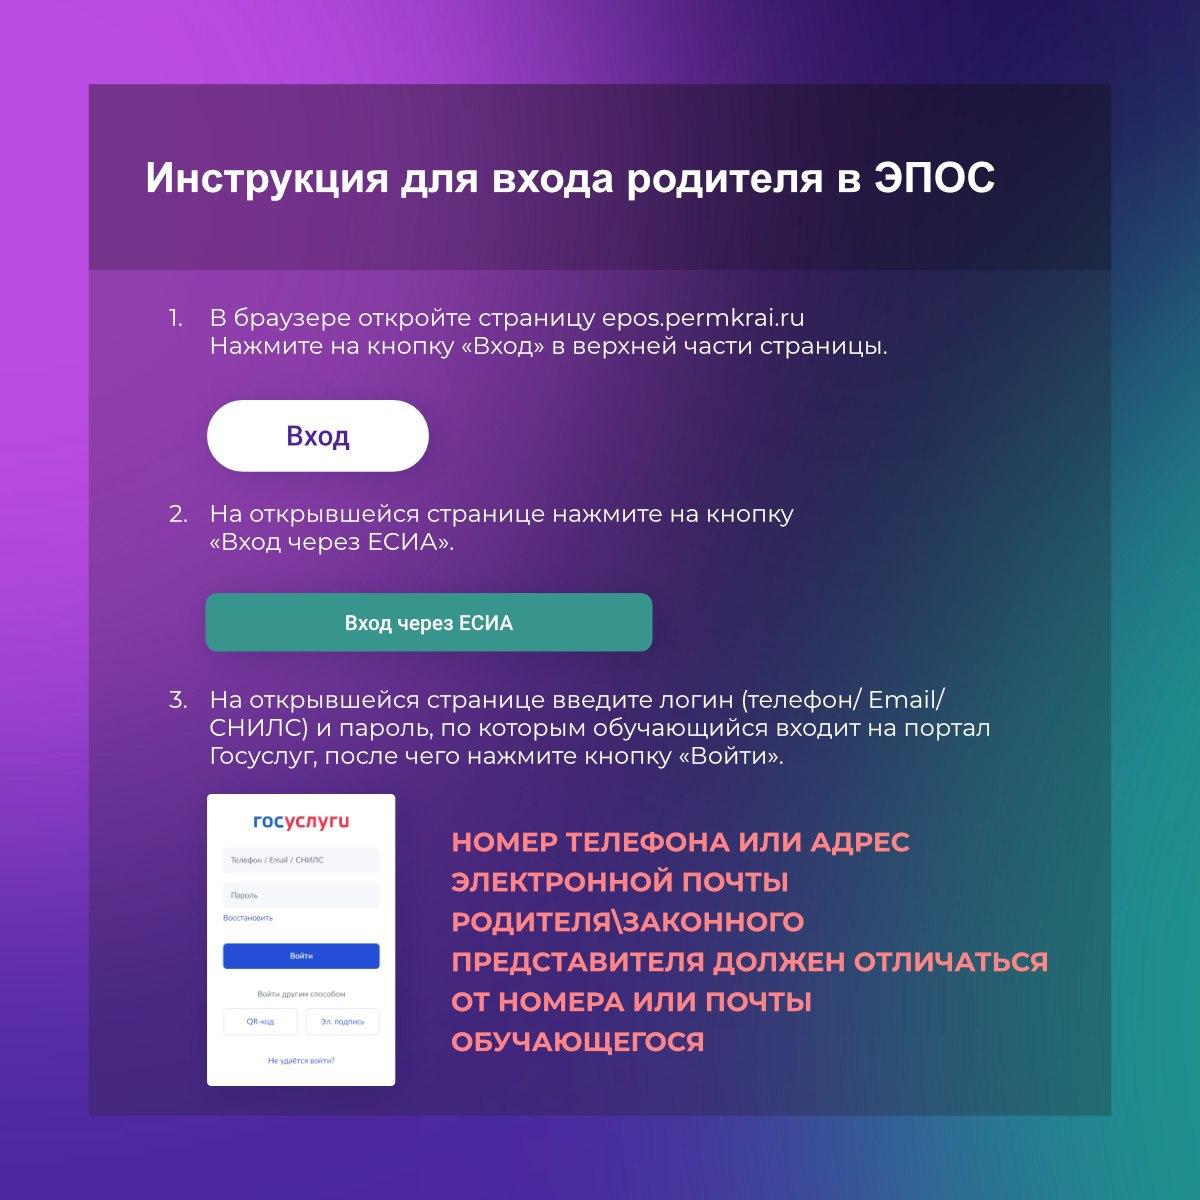 Инструкция для входа родителя в ЭПОС
1. В браузере откройте страницу epos.permkrai.ru
Нажмите на кнопку «Вход» в верхней части страницы.
Вход
2. На открывшейся странице нажмите на кнопку
«Вход через ЕСИА».
Вход через ЕСИА
3. На открывшейся странице введите логин (телефон/ Email/
СНИЛС) и пароль, по которым обучающийся входит на портал
Госуслуг, после чего нажмите кнопку «Войти».
госуслуги
Телефон / Email / СНИЛС
Пароль
Восстановить
Войти
Войти другим способом
QR-код Эл. подпись
Не удаётся войти?
НОМЕР ТЕЛЕФОНА ИЛИ АДРЕС
ЭЛЕКТРОННОЙ ПОЧТЫ
РОДИТЕЛЯ\ЗАКОННОГО
ПРЕДСТАВИТЕЛЯ ДОЛЖЕН ОТЛИЧАТЬСЯ
ОТ НОМЕРА ИЛИ ПОЧТЫ
ОБУЧАЮЩЕГОСЯ